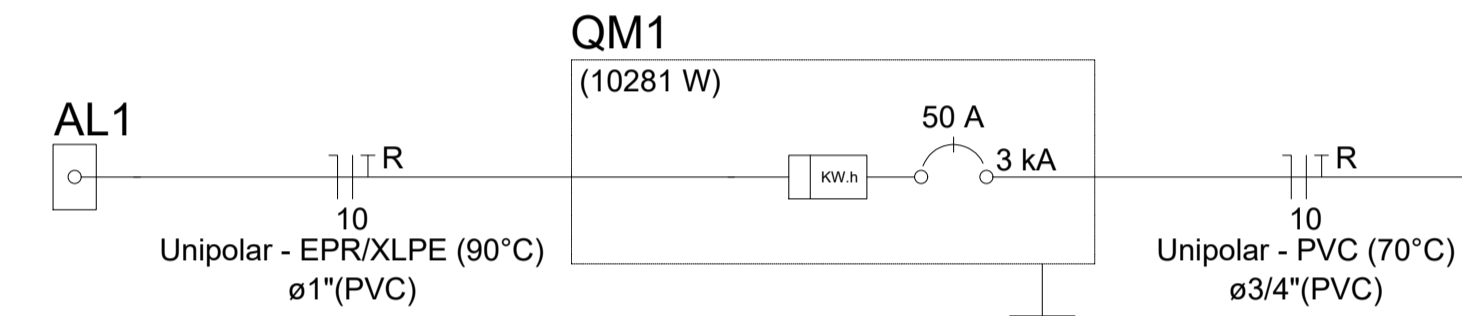 QM1
(10281 W)
AL1
50 A
R
3 kA
R
KW.h
10
10
Unipolar - EPR/XLPE (90°C)
Unipolar - PVC (70°C)
ø1"(PVC)
ø3/4"(PVC)